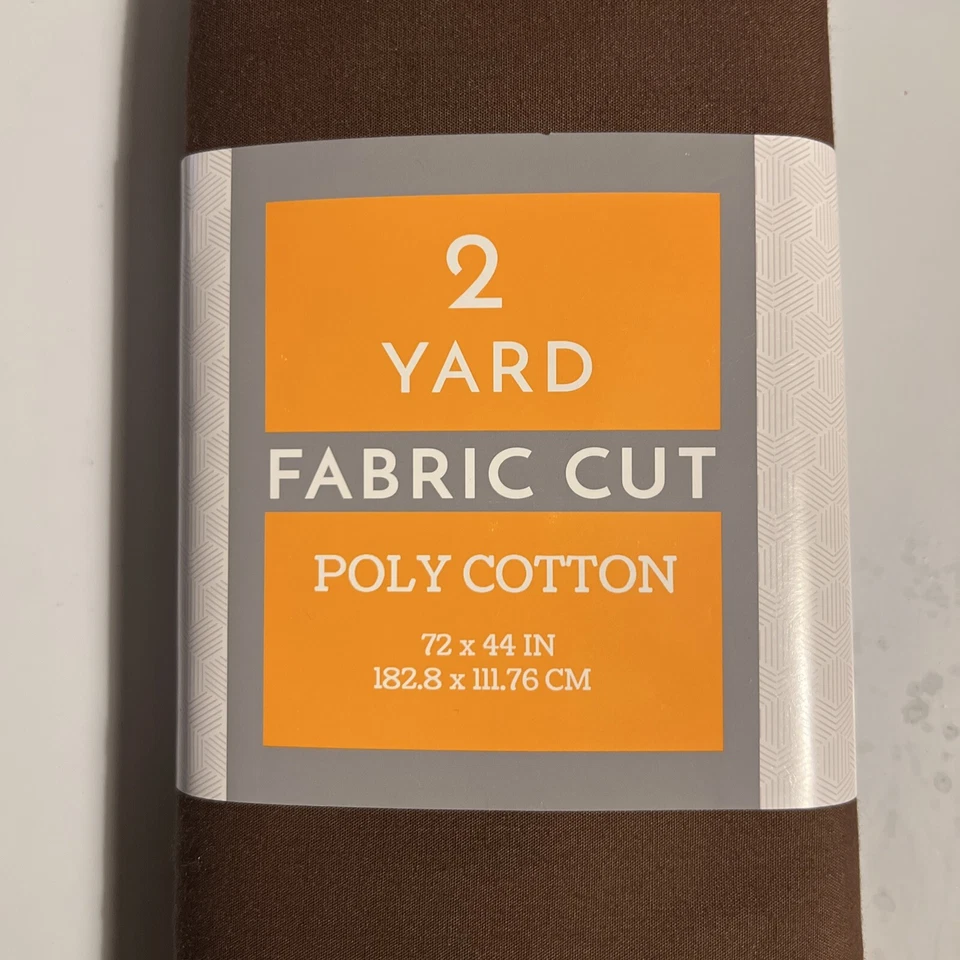 2
YARD
FABRIC CUT
POLY COTTON
72 x 44 IN
182.8 x 111.76 CM